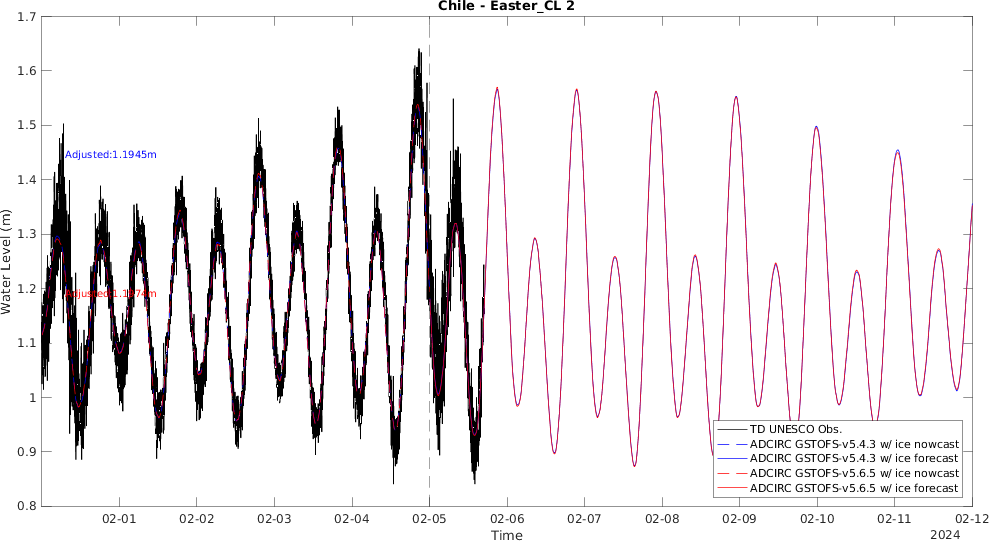 Chile - Easter_CL 2
Water Level (m)
1.7
1.6
1.5
1.4
1.3
1.2
1.1
1
0.9
0.8
Adjusted:1.1945m
02-01
02-02
02-03
02-04
02-05
02-06
02-07
02-08
02-09
02-10
02-11
02-12
Time
2024
TD UNESCO Obs.
ADCIRC GSTOFS-v5.4.3 w/ ice nowcast
ADCIRC GSTOFS-v5.4.3 w/ ice forecast
ADCIRC GSTOFS-v5.6.5 w/ ice nowcast
ADCIRC GSTOFS-v5.6.5 w/ ice forecast